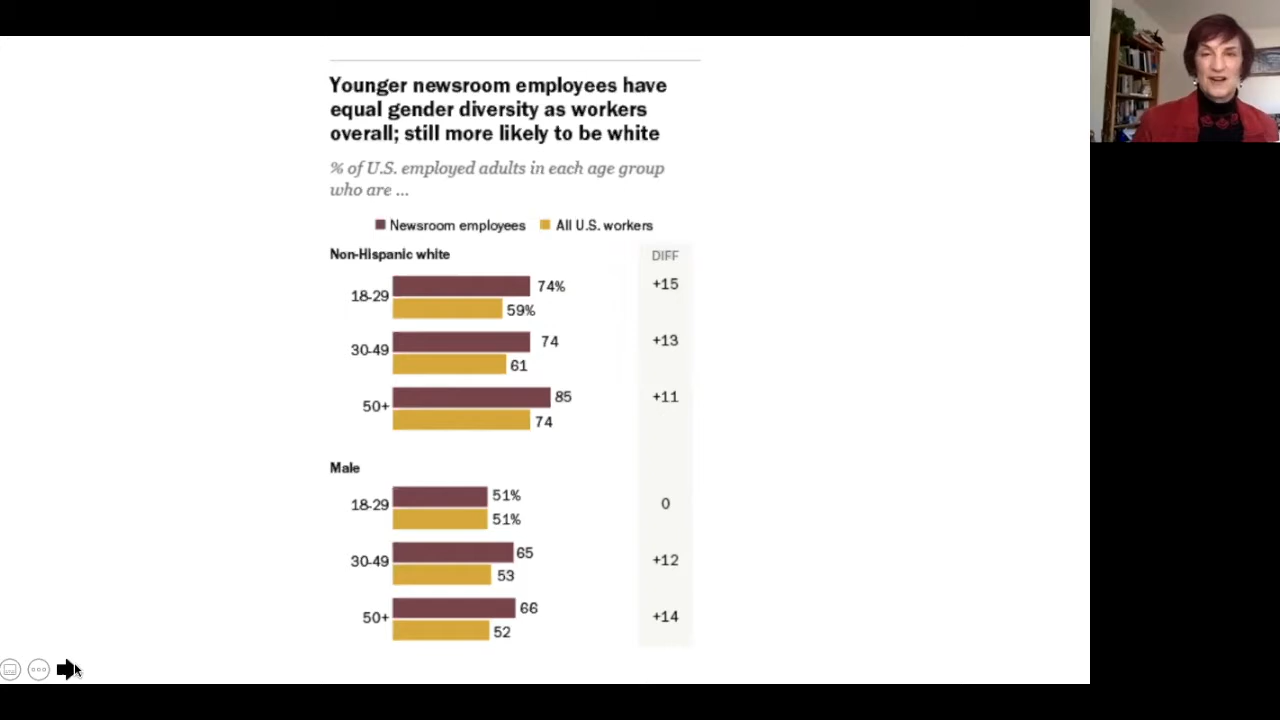 Younger newsroom employees have
equal gender diversity as workers
overall; still more likely to be white
% of U.S. employed adults in each age group
who are ...
Newsroom employees All U.S. workers
Non-Hispanic white DIFF
18-29 74% 59% +15
30-49 74 61 +13
50+ 85 74 +11
Male
18-29 51% 51% 0
30-49 65 53 +12
50+ 66 52 +14